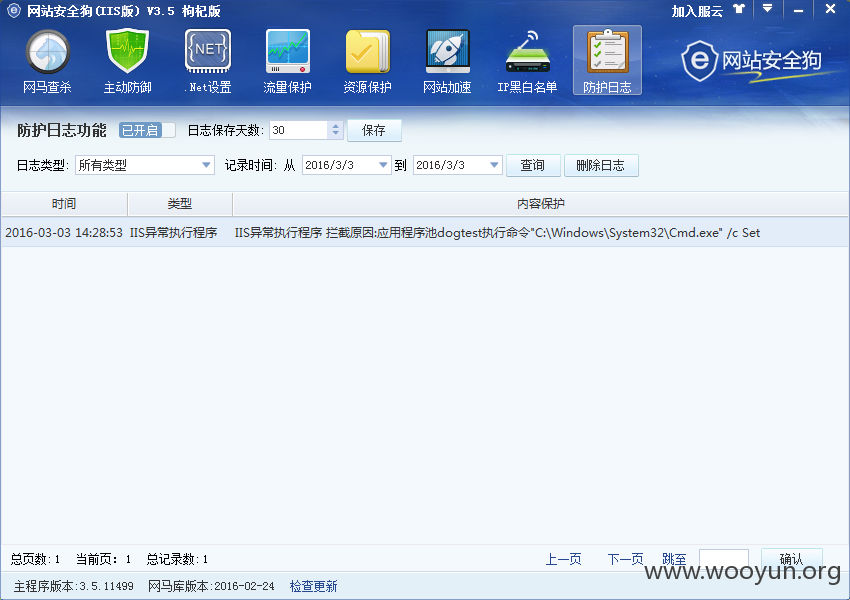 网站安全狗(IIS版) V3.5 枸杞版 加入服云
网马查杀 主动防御 .Net设置 流量保护 资源保护 网站加速 IP黑白名单 防护日志
{NET}
网站安全狗
防护日志功能 已开启 日志保存天数: 30 保存
日志类型: 所有类型 记录时间: 从 2016/3/3 到 2016/3/3 查询 删除日志
时间 类型 内容保护
2016-03-03 14:28:53 IIS异常执行程序 IIS异常执行程序 拦截原因:应用程序池dogtest执行命令"C:\Windows\System32\Cmd.exe" /c Set
总页数: 1 当前页: 1 总记录数: 1 上一页 下一页 跳至 确认
主程序版本:3.5.11499 网马库版本:2016-02-24 检查更新
www.wooyun.org